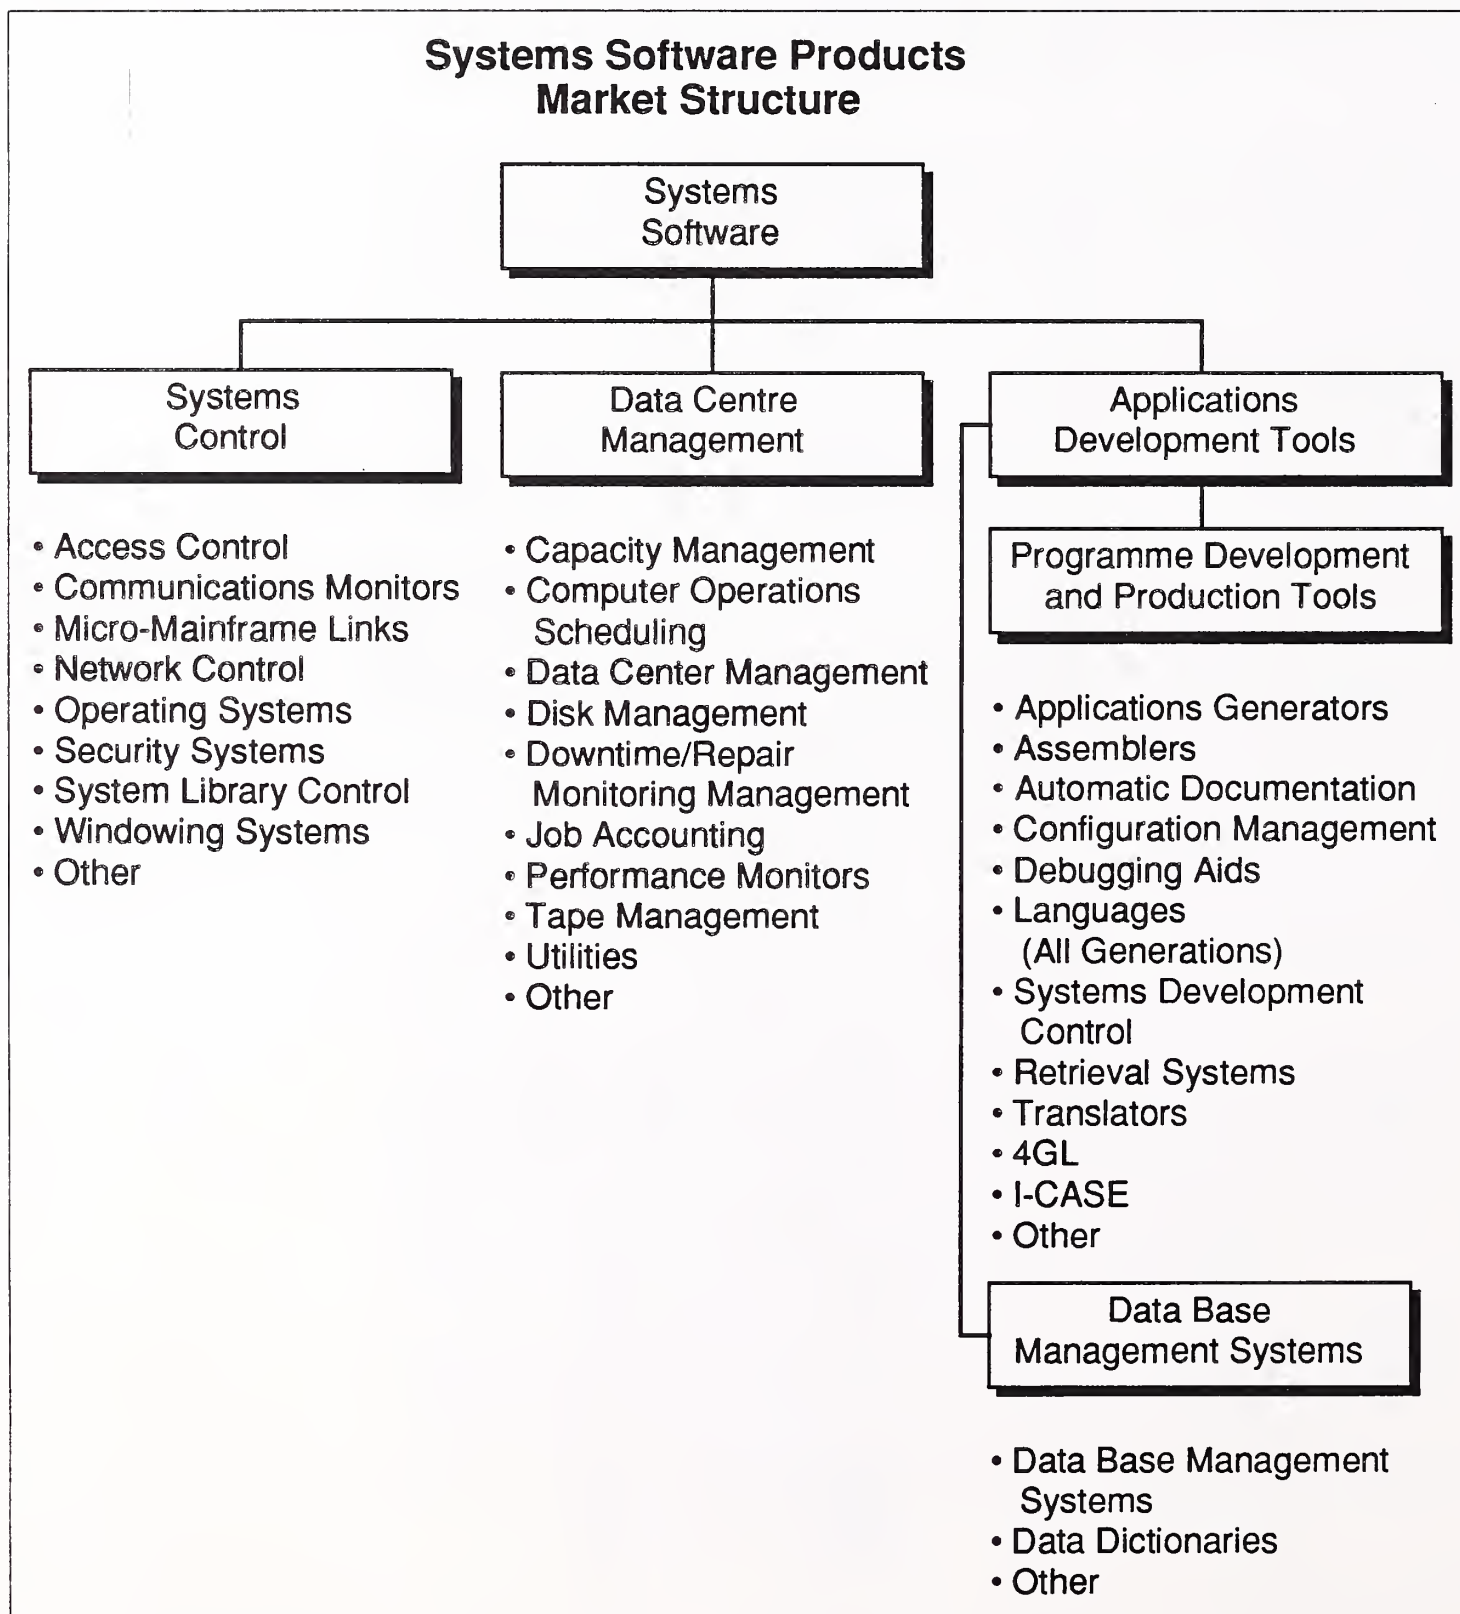 Systems Software Products
Market Structure
Systems
Software
Systems
Control
• Access Control
• Communications Monitors
• Micro-Mainframe Links
• Network Control
• Operating Systems
• Security Systems
• System Library Control
• Windowing Systems
• Other
Data Centre
Management
• Capacity Management
• Computer Operations
Scheduling
• Data Center Management
• Disk Management
• Downtime/Repair
Monitoring Management
• Job Accounting
• Performance Monitors
• Tape Management
• Utilities
• Other
Applications
Development Tools
Programme Development
and Production Tools
• Applications Generators
• Assemblers
• Automatic Documentation
• Configuration Management
• Debugging Aids
• Languages
(All Generations)
• Systems Development
Control
• Retrieval Systems
• Translators
• 4GL
• I-CASE
• Other
Data Base
Management Systems
• Data Base Management
Systems
• Data Dictionaries
• Other